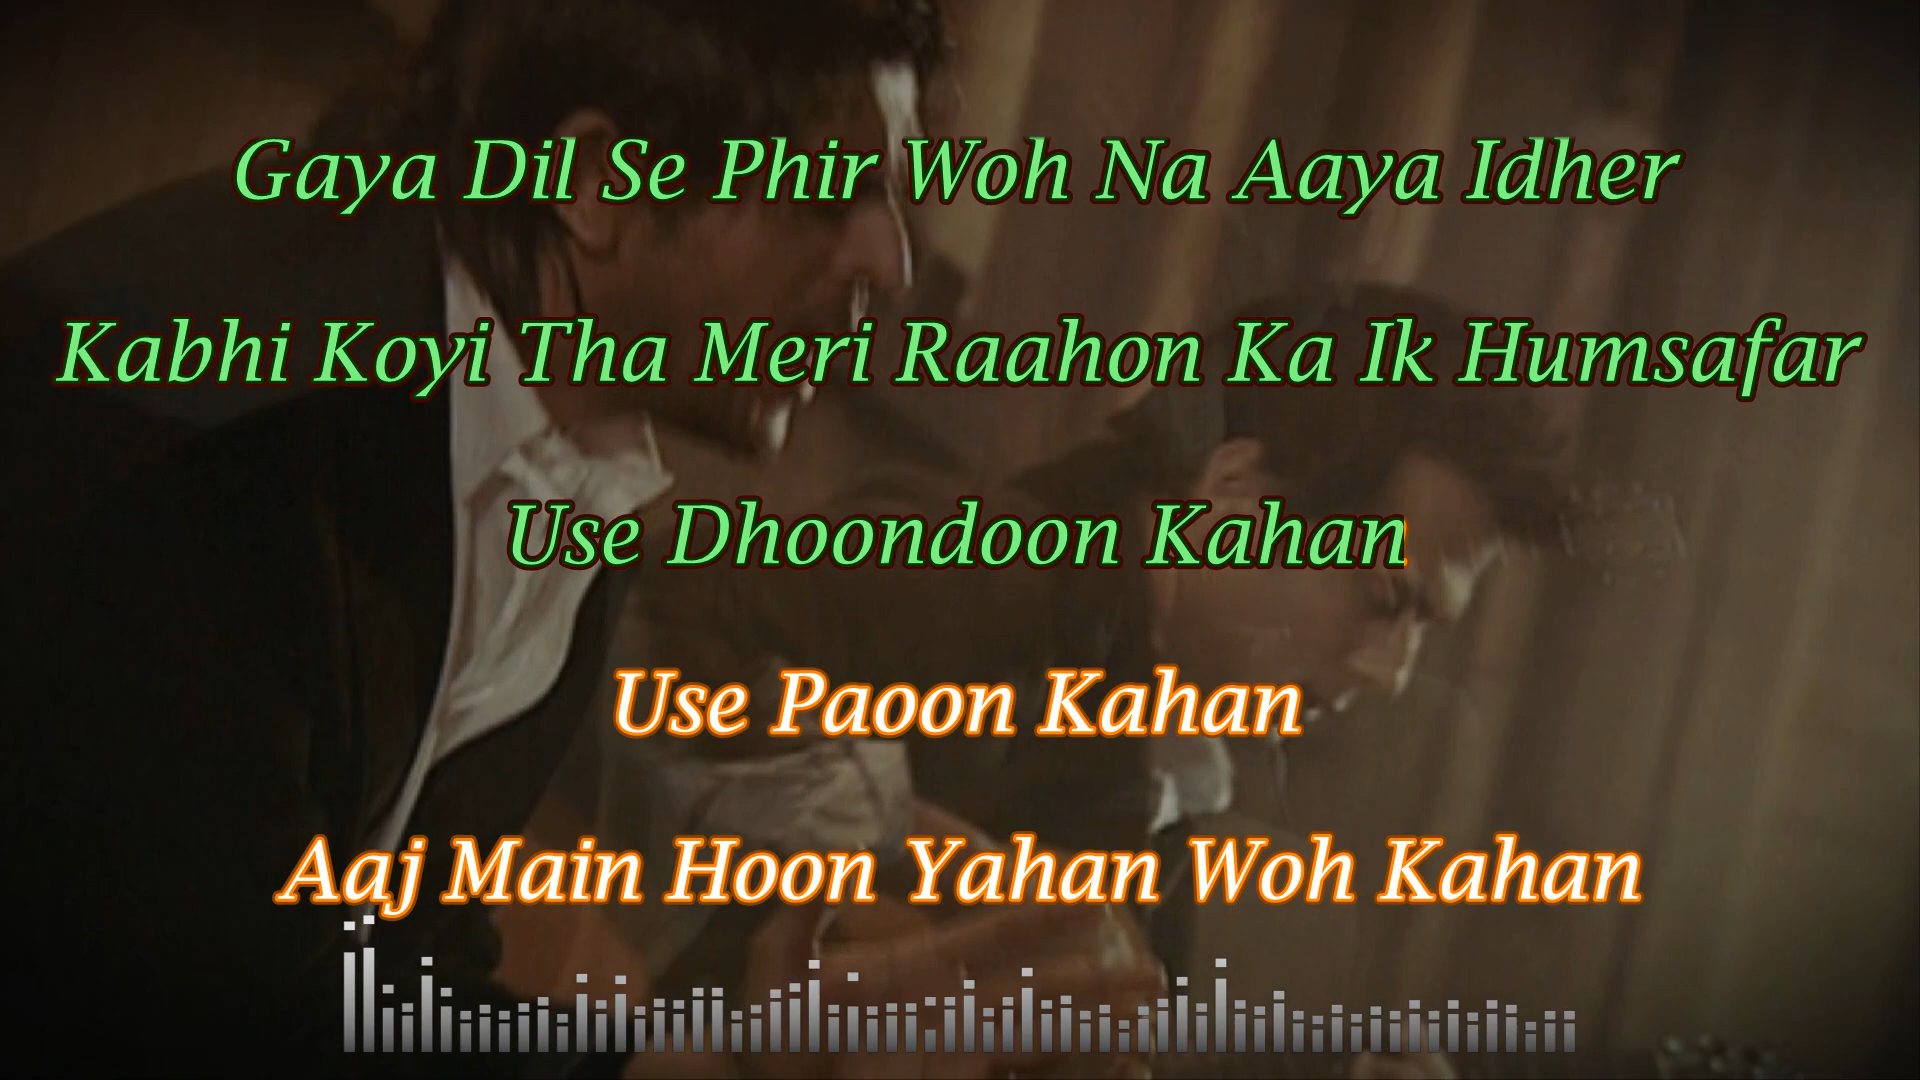 Gaya Dil Se Phir Woh Na Aaya Idher
Kabhi Koyi Tha Meri Raahon Ka Ik Humsafar
Use Dhoondoon Kahan
Use Paoon Kahan
Aaj Main Hoon Yahan Woh Kahan